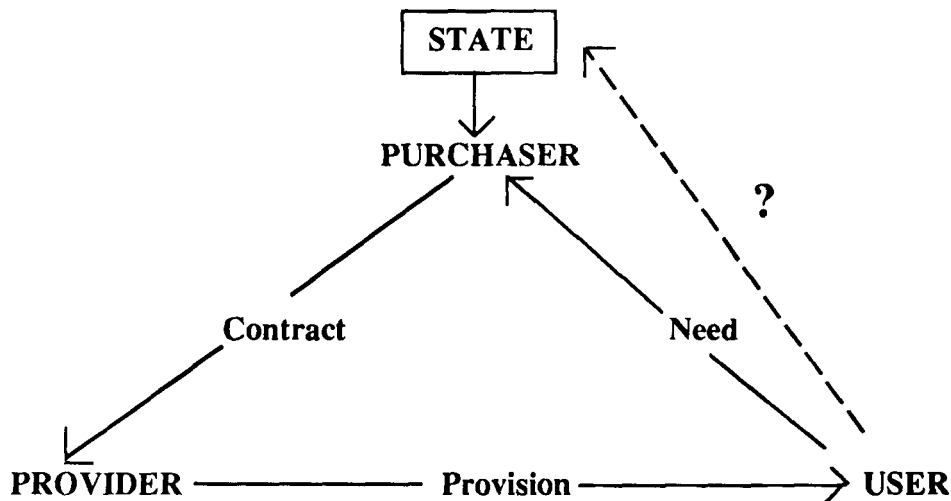 STATE
PURCHASER
?
Contract
Need
PROVIDER
Provision
USER